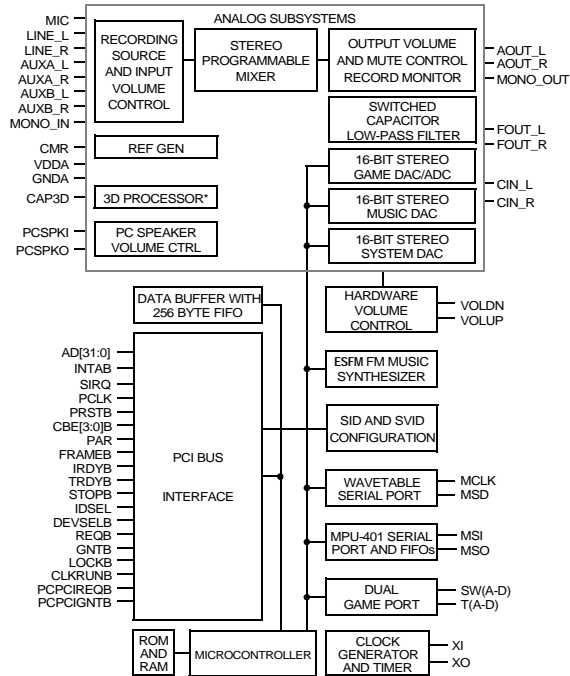 ANALOG SUBSYSTEMS
MIC
LINE_L
LINE_R
AUXA_L
AUXA_R
AUXB_L
AUXB_R
MONO_IN
CMR
VDDA
GNDA
CAP3D
PCSPKI
PCSPKO
RECORDING
SOURCE
AND INPUT
VOLUME
CONTROL
STEREO
PROGRAMMABLE
MIXER
OUTPUT VOLUME
AND MUTE CONTROL
RECORD MONITOR
AOUT_L
AOUT_R
MONO_OUT
SWITCHED
CAPACITOR
LOW-PASS FILTER
FOUT_L
FOUT_R
REF GEN
16-BIT STEREO
GAME DAC/ADC
CIN_L
CIN_R
3D PROCESSOR*
16-BIT STEREO
MUSIC DAC
PC SPEAKER
VOLUME CTRL
16-BIT STEREO
SYSTEM DAC
DATA BUFFER WITH
256 BYTE FIFO
HARDWARE
VOLUME
CONTROL
VOLDN
VOLUP
AD[31:0]
INTAB
SIRQ
PCLK
PRSTB
CBE[3:0]B
PAR
FRAMEB
IRDYB
TRDYB
STOPB
IDSEL
DEVSELB
REQB
GNTB
LOCKB
CLKRUNB
PCPCIREQB
PCPCIGNTB
PCI BUS
INTERFACE
ESFM FM MUSIC
SYNTHESIZER
SID AND SVID
CONFIGURATION
WAVETABLE
SERIAL PORT
MCLK
MSD
MPU-401 SERIAL
PORT AND FIFOs
MSI
MSO
DUAL
GAME PORT
SW(A-D)
T(A-D)
ROM
AND
RAM
MICROCONTROLLER
CLOCK
GENERATOR
AND TIMER
XI
XO